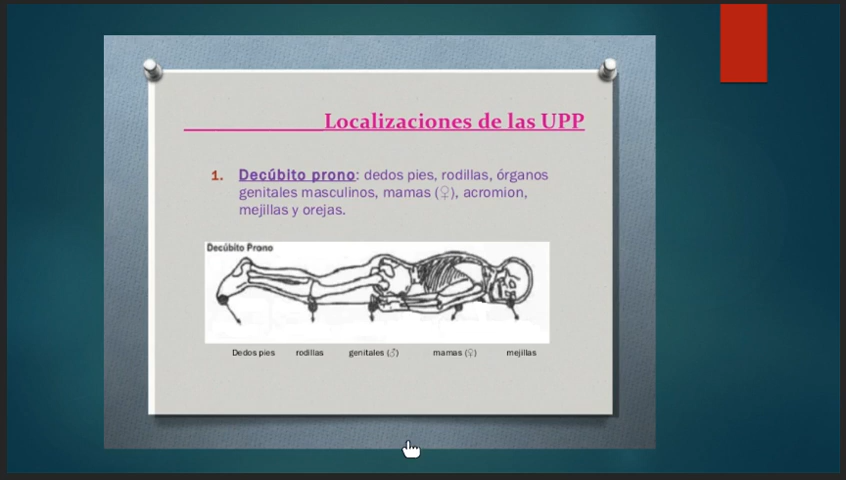 Localizaciones de las UPP
1. Decúbito prono: dedos pies, rodillas, órganos
genitales masculinos, mamas (♀), acromion,
mejillas y orejas.
Decúbito Prono
Dedos pies rodillas genitales (♂) mamas (♀) mejillas